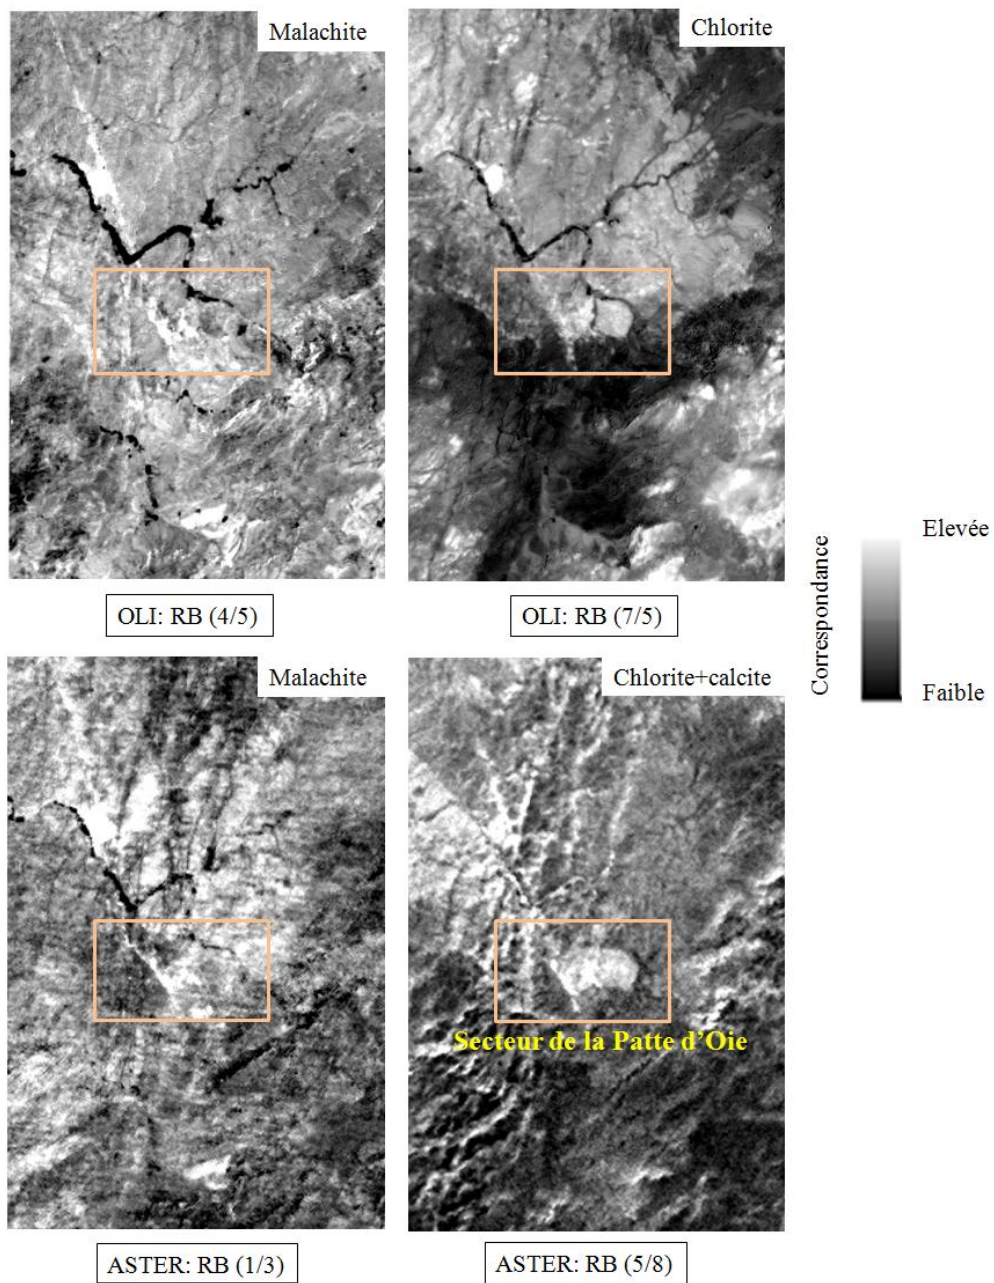 Malachite
Chlorite
OLI: RB (4/5)
OLI: RB (7/5)
Correspondance
Elevée
Faible
Malachite
Chlorite+calcite
Secteur de la Patte d’Oie
ASTER: RB (1/3)
ASTER: RB (5/8)